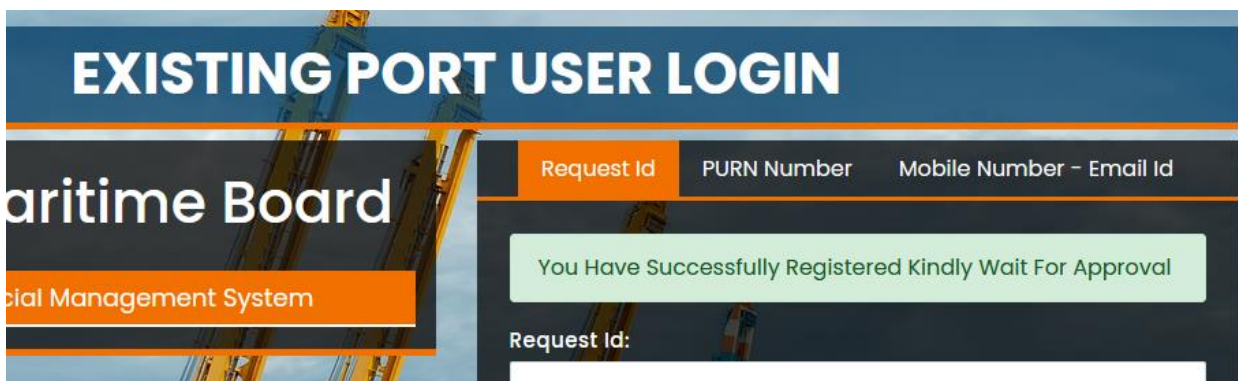 EXISTING PORT USER LOGIN
aritime Board
cial Management System
Request Id PURN Number Mobile Number - Email Id
You Have Successfully Registered Kindly Wait For Approval
Request Id: